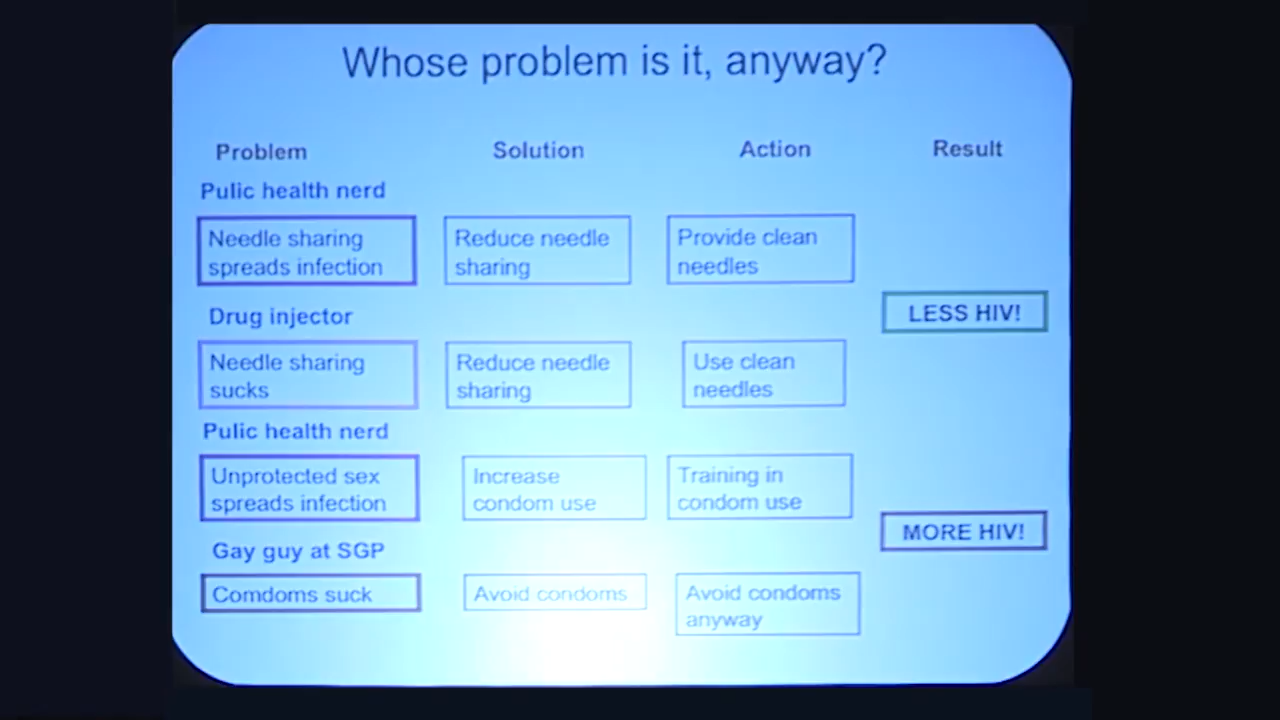 Whose problem is it, anyway?
Problem Solution Action Result
Pulic health nerd
Needle sharing
spreads infection
Reduce needle
sharing
Provide clean
needles
LESS HIV!
Drug injector
Needle sharing
sucks
Reduce needle
sharing
Use clean
needles
Pulic health nerd
Unprotected sex
spreads infection
Increase
condom use
Training in
condom use
MORE HIV!
Gay guy at SGP
Comdoms suck
Avoid condoms
Avoid condoms
anyway